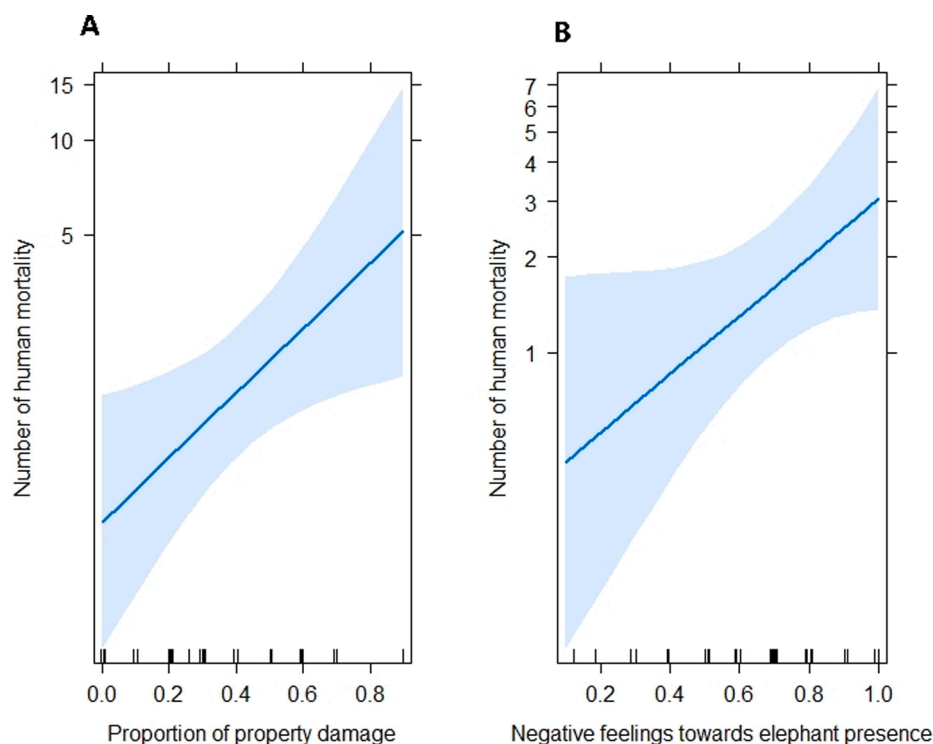 A
15
10
5
Number of human mortality
0.0 0.2 0.4 0.6 0.8
Proportion of property damage
B
7
6
5
4
3
2
1
Number of human mortality
0.2 0.4 0.6 0.8 1.0
Negative feelings towards elephant presence